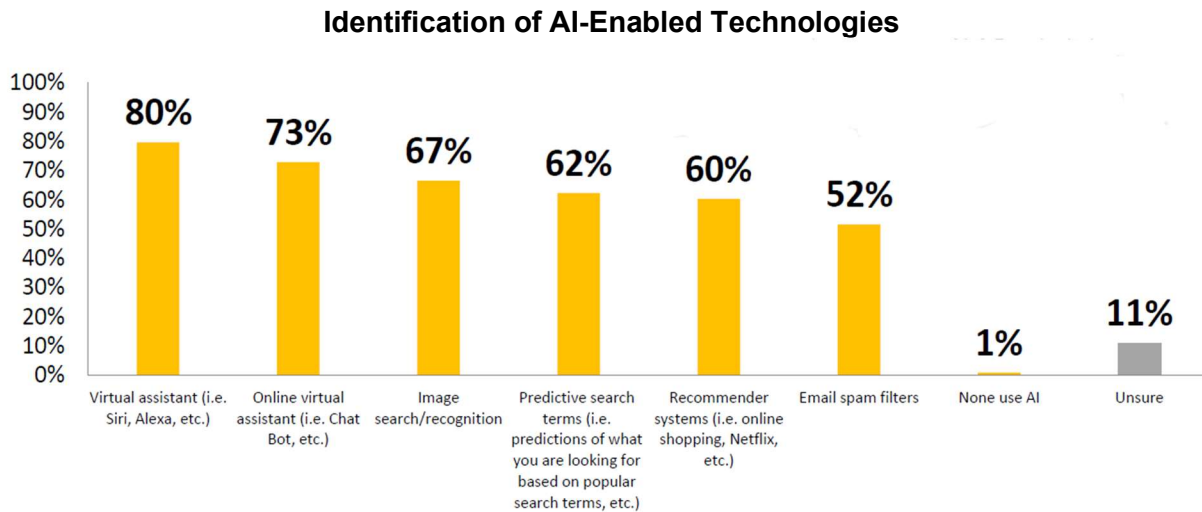 Identification of AI-Enabled Technologies
100%
90%
80%
70%
60%
50%
40%
30%
20%
10%
0%
80%
73%
67%
62%
60%
52%
1%
11%
Virtual assistant (i.e.
Siri, Alexa, etc.)
Online virtual
assistant (i.e. Chat
Bot, etc.)
Image
search/recognition
Predictive search
terms (i.e.
predictions of what
you are looking for
based on popular
search terms, etc.)
Recommender
systems (i.e. online
shopping, Netflix,
etc.)
Email spam filters
None use AI
Unsure